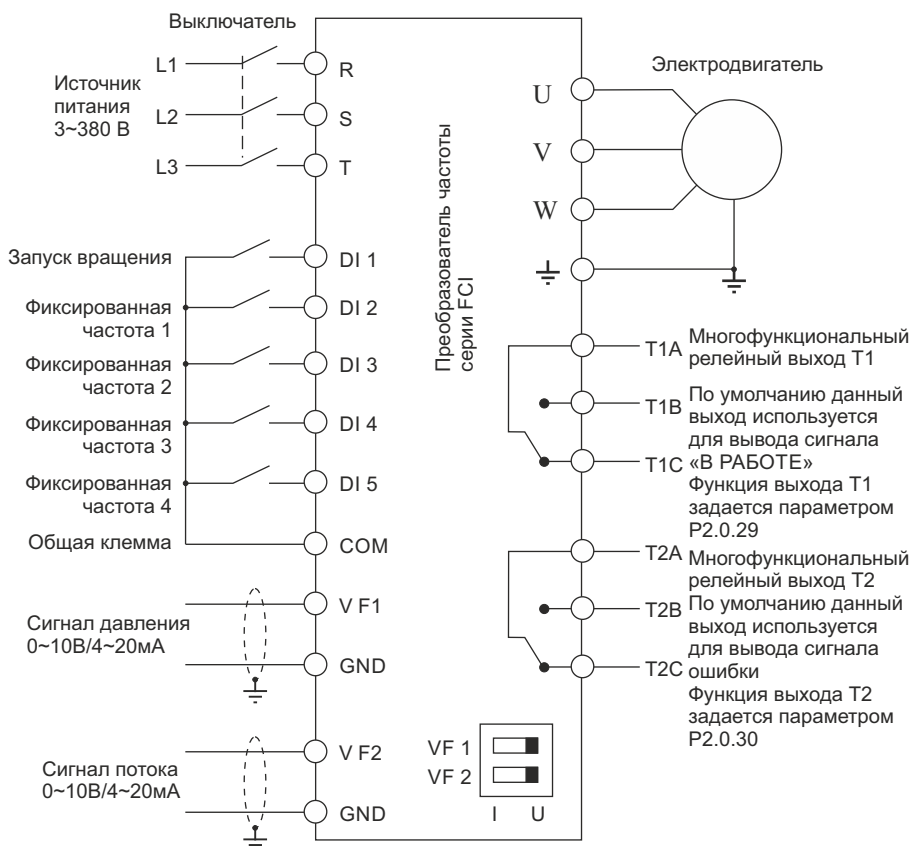 Выключатель
L1
Источник
питания
3~380 В
L2
L3
R
S
T
Запуск вращения
DI 1
Фиксированная
частота 1
DI 2
Фиксированная
частота 2
DI 3
Фиксированная
частота 3
DI 4
Фиксированная
частота 4
DI 5
Общая клемма
COM
Сигнал давления
0~10В/4~20мА
V F1
GND
Сигнал потока
0~10В/4~20мА
V F2
GND
Преобразователь частоты
серии FCI
VF 1
VF 2
I U
Электродвигатель
U
V
W
T1A
Многофункциональный
релейный выход Т1
T1B
По умолчанию данный
выход используется
для вывода сигнала
T1C
«В РАБОТЕ»
Функция выхода Т1
задается параметром
P2.0.29
T2A
Многофункциональный
релейный выход Т2
T2B
По умолчанию данный
выход используется
для вывода сигнала
T2C
ошибки
Функция выхода Т2
задается параметром
P2.0.30